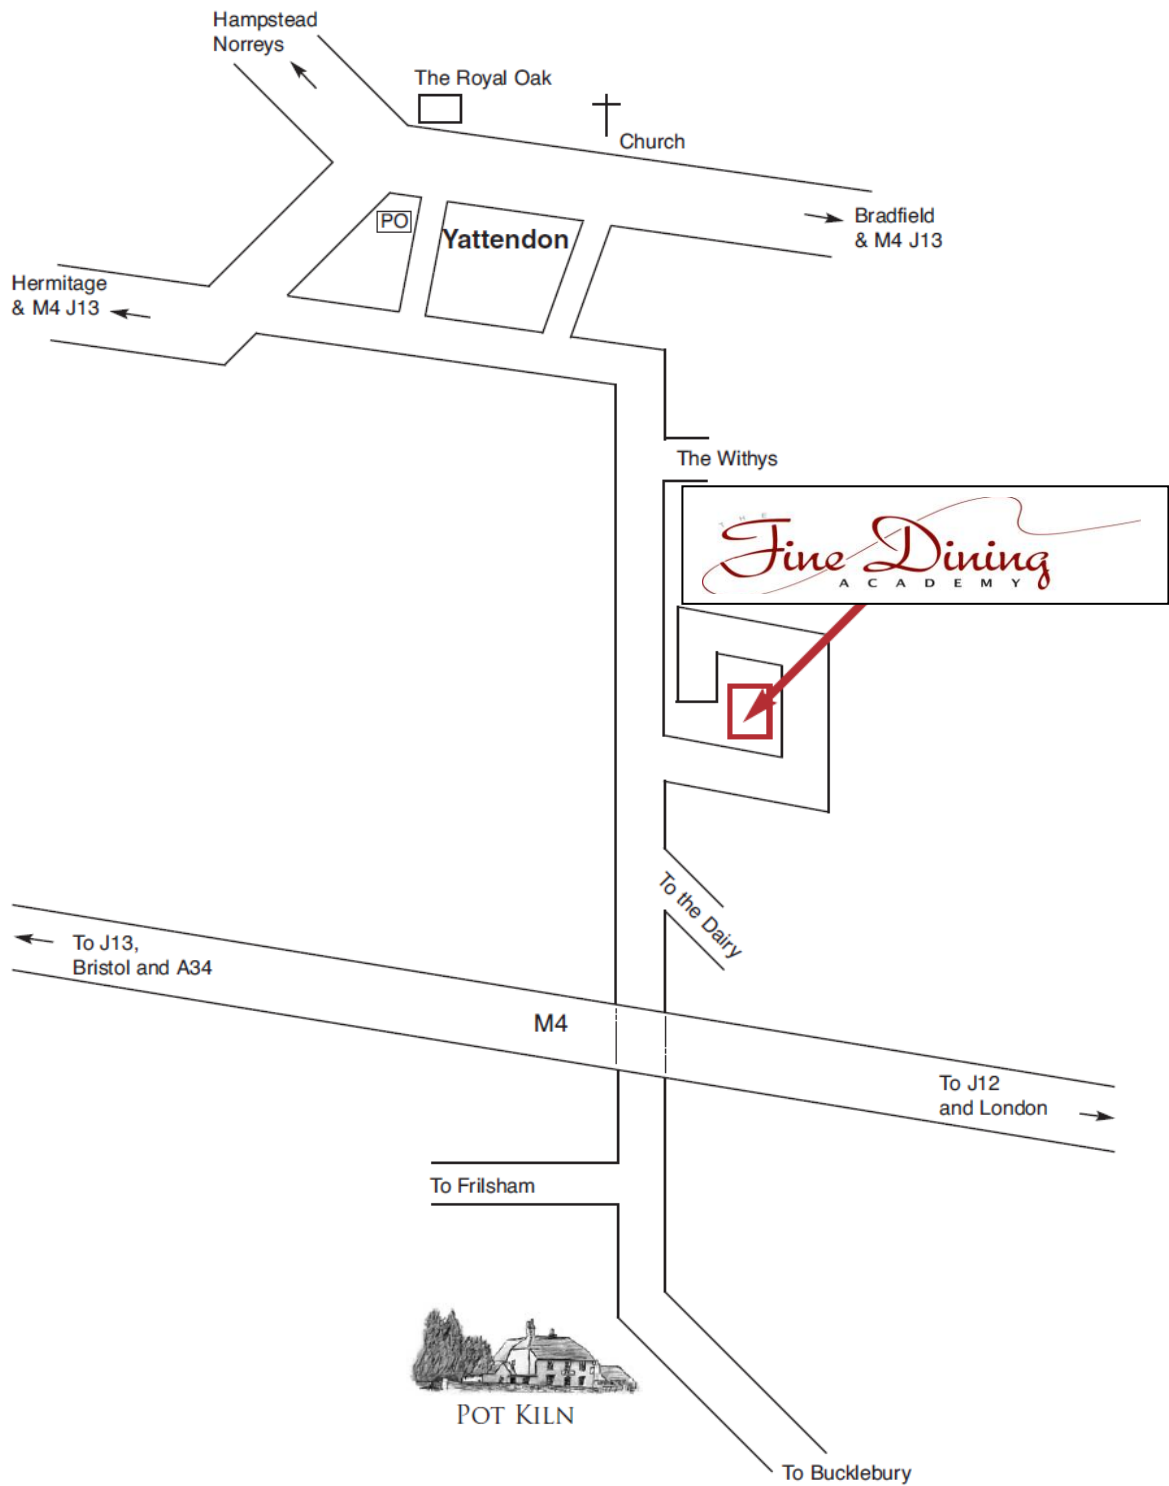 Hampstead
Norreys
The Royal Oak
Church
PO
Yattendon
Bradfield
& M4 J13
Hermitage
& M4 J13
The Withys
THE
Fine Dining
ACADEMY
To the Dairy
To J13,
Bristol and A34
M4
To J12
and London
To Frilsham
POT KILN
To Bucklebury